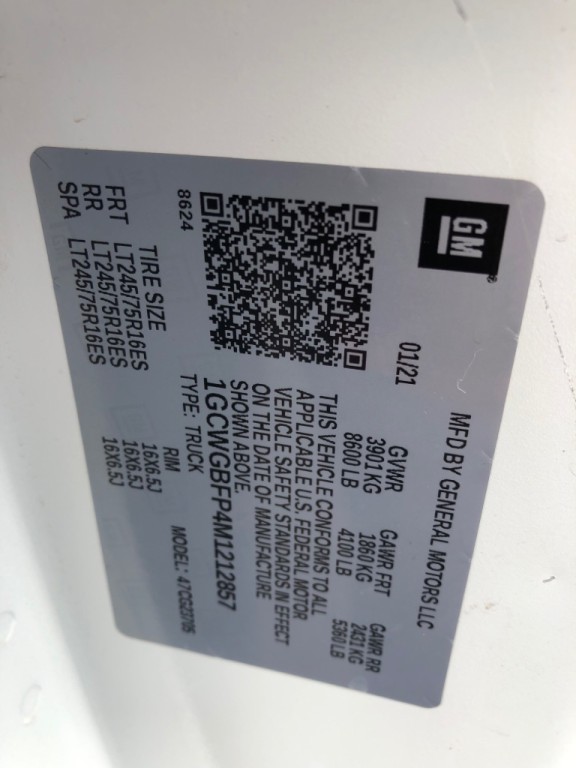 GM®
MFD BY GENERAL MOTORS LLC
01/21
GVWR GAWR FRT GAWR RR
3901 KG 1860 KG 2431 KG
8600 LB 4100 LB 5360 LB
THIS VEHICLE CONFORMS TO ALL
APPLICABLE U.S. FEDERAL MOTOR
VEHICLE SAFETY STANDARDS IN EFFECT
ON THE DATE OF MANUFACTURE
SHOWN ABOVE.
1GCWGBFP4M1212857
TYPE: TRUCK MODEL: 47CG23705
8624
TIRE SIZE RIM
FRT LT245/75R16ES 16X6.5J
RR LT245/75R16ES 16X6.5J
SPA LT245/75R16ES 16X6.5J